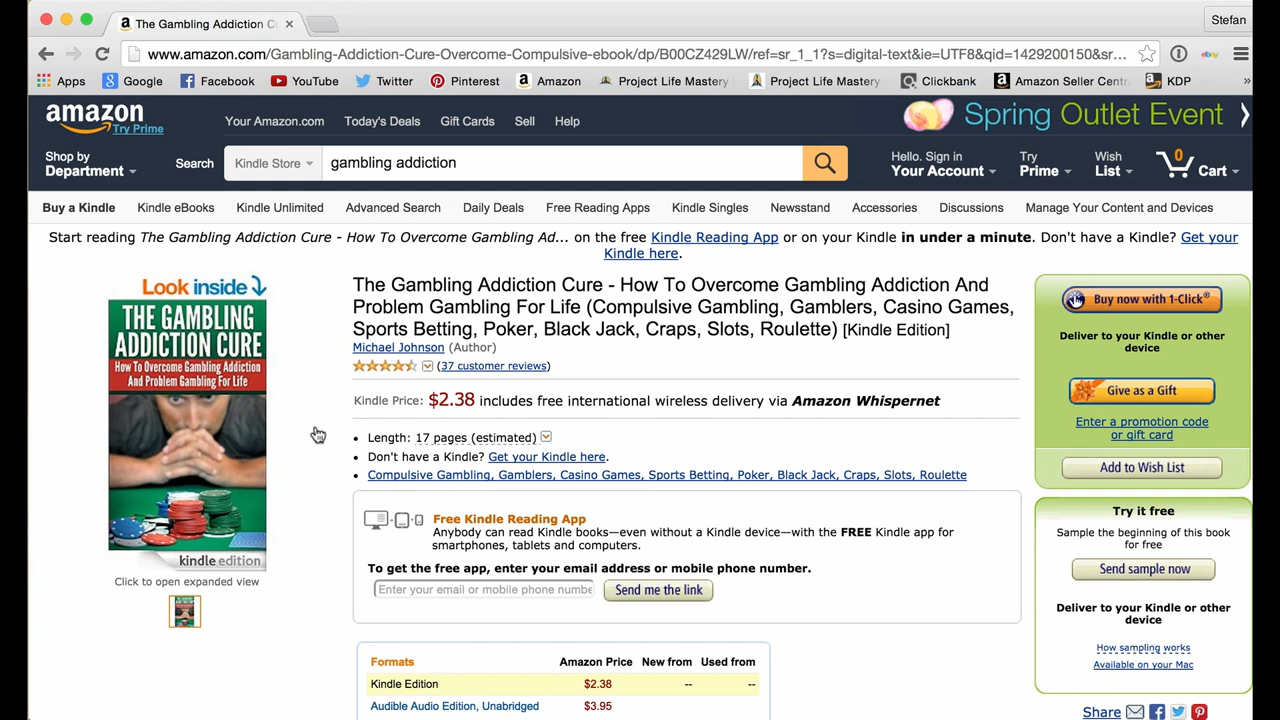 The Gambling Addiction Cu
Stefan
www.amazon.com/Gambling-Addiction-Cure-Overcome-Compulsive-ebook/dp/B00CZ429LW/ref=sr_1_1?s=digital-text&ie=UTF8&qid=1429200150&sr...
Apps Google Facebook YouTube Twitter Pinterest Amazon Project Life Mastery Project Life Mastery Clickbank Amazon Seller Centr KDP »
amazon
Try Prime
Your Amazon.com Today's Deals Gift Cards Sell Help
Spring Outlet Event
Shop by
Department
Search Kindle Store gambling addiction
Hello. Sign in
Your Account
Try
Prime
Wish
List
0
Cart
Buy a Kindle Kindle eBooks Kindle Unlimited Advanced Search Daily Deals Free Reading Apps Kindle Singles Newsstand Accessories Discussions Manage Your Content and Devices
Start reading The Gambling Addiction Cure - How To Overcome Gambling Ad... on the free Kindle Reading App or on your Kindle in under a minute. Don't have a Kindle? Get your
Kindle here.
Look inside
THE GAMBLING
ADDICTION CURE
How To Overcome Gambling Addiction
And Problem Gambling For Life
kindle edition
Click to open expanded view
The Gambling Addiction Cure - How To Overcome Gambling Addiction And
Problem Gambling For Life (Compulsive Gambling, Gamblers, Casino Games,
Sports Betting, Poker, Black Jack, Craps, Slots, Roulette) [Kindle Edition]
Michael Johnson (Author)
(37 customer reviews)
Kindle Price: $2.38 includes free international wireless delivery via Amazon Whispernet
• Length: 17 pages (estimated)
• Don't have a Kindle? Get your Kindle here.
• Compulsive Gambling, Gamblers, Casino Games, Sports Betting, Poker, Black Jack, Craps, Slots, Roulette
Free Kindle Reading App
Anybody can read Kindle books—even without a Kindle device—with the FREE Kindle app for
smartphones, tablets and computers.
To get the free app, enter your email address or mobile phone number.
Enter your email or mobile phone numbe
Send me the link
Formats Amazon Price New from Used from
Kindle Edition $2.38 -- --
Audible Audio Edition, Unabridged $3.95
Buy now with 1-Click®
Deliver to your Kindle or other
device
Give as a Gift
Enter a promotion code
or gift card
Add to Wish List
Try it free
Sample the beginning of this book
for free
Send sample now
Deliver to your Kindle or other
device
How sampling works
Available on your Mac
Share